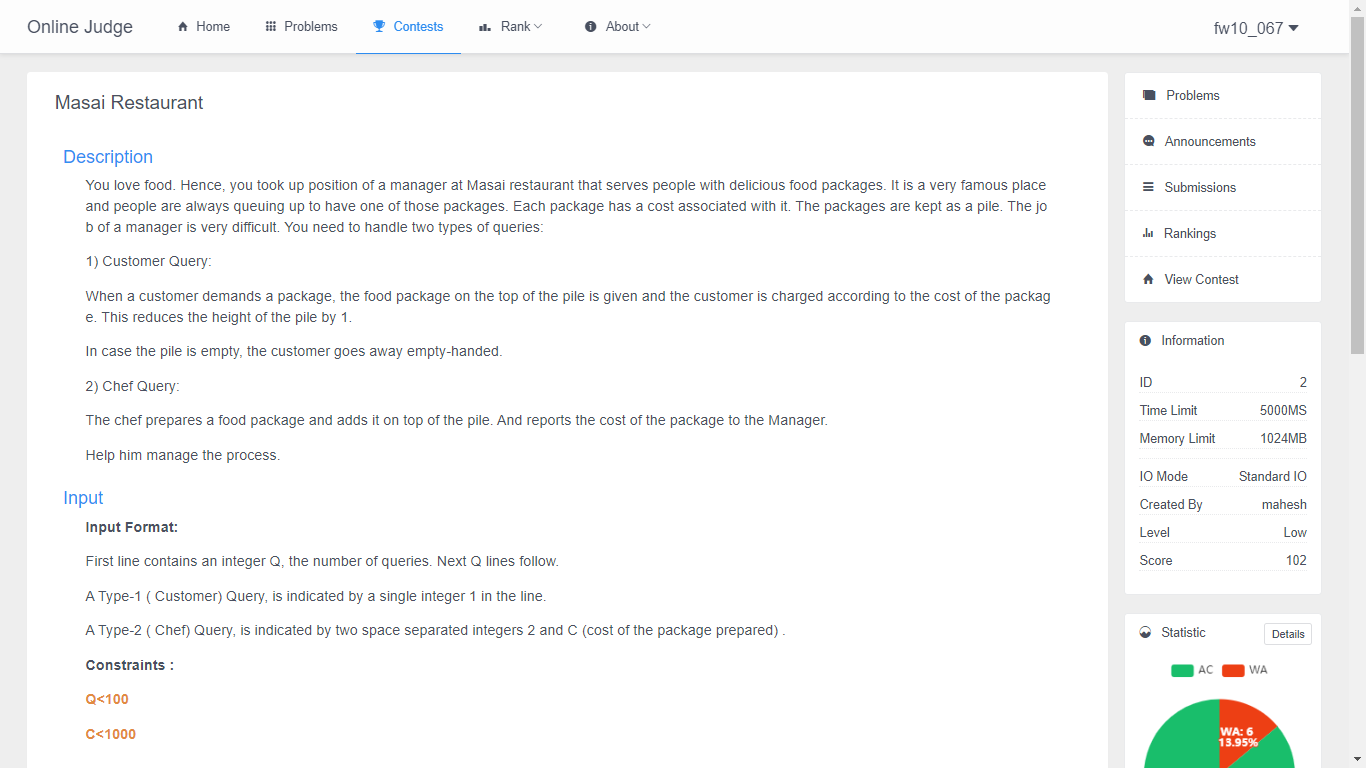 Online Judge
Home
Problems
Contests
Rank
About
fw10_067
Masai Restaurant
Description
You love food. Hence, you took up position of a manager at Masai restaurant that serves people with delicious food packages. It is a very famous place
and people are always queuing up to have one of those packages. Each package has a cost associated with it. The packages are kept as a pile. The jo
b of a manager is very difficult. You need to handle two types of queries:
1) Customer Query:
When a customer demands a package, the food package on the top of the pile is given and the customer is charged according to the cost of the packag
e. This reduces the height of the pile by 1.
In case the pile is empty, the customer goes away empty-handed.
2) Chef Query:
The chef prepares a food package and adds it on top of the pile. And reports the cost of the package to the Manager.
Help him manage the process.
Input
Input Format:
First line contains an integer Q, the number of queries. Next Q lines follow.
A Type-1 ( Customer) Query, is indicated by a single integer 1 in the line.
A Type-2 ( Chef) Query, is indicated by two space separated integers 2 and C (cost of the package prepared) .
Constraints :
Q<100
C<1000
Problems
Announcements
Submissions
Rankings
View Contest
Information
ID 2
Time Limit 5000MS
Memory Limit 1024MB
IO Mode Standard IO
Created By mahesh
Level Low
Score 102
Statistic Details
AC WA
WA: 6
13.95%